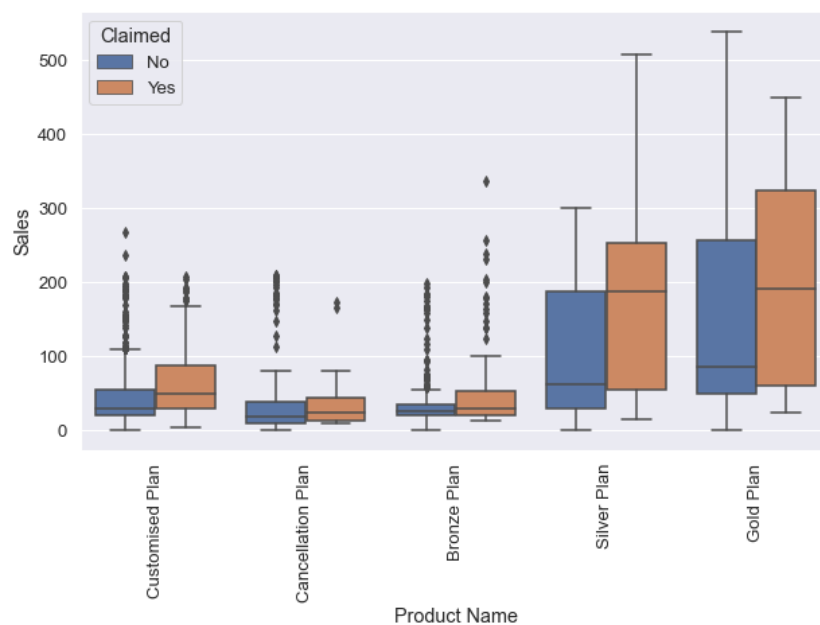 Claimed
No
Yes
500
400
300
200
100
0
Sales
Customised Plan
Cancellation Plan
Bronze Plan
Silver Plan
Gold Plan
Product Name